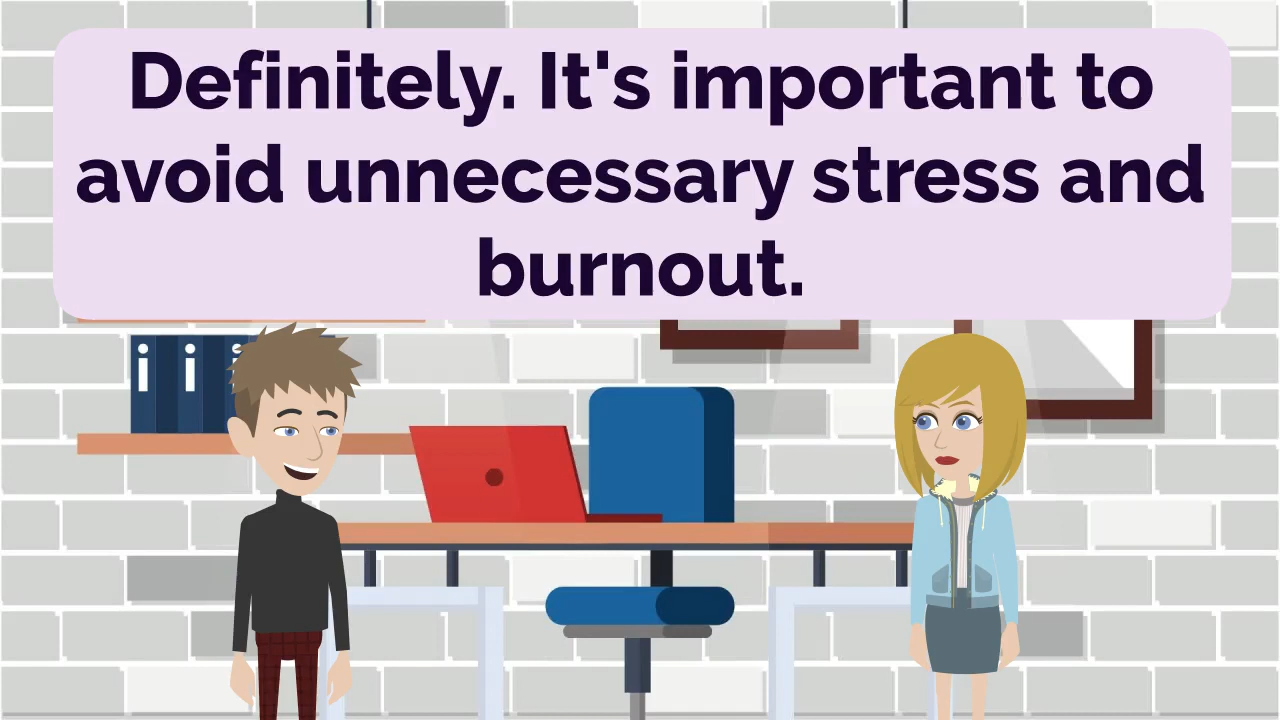 Definitely. It's important to
avoid unnecessary stress and
burnout.